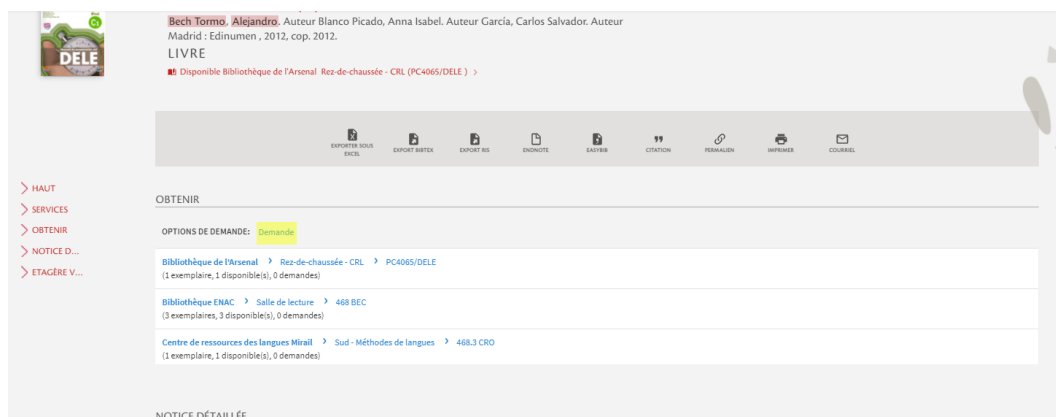 C1
DELE
Bech Tormo, Alejandro. Auteur Blanco Picado, Anna Isabel. Auteur García, Carlos Salvador. Auteur
Madrid : Edinumen , 2012, cop. 2012.
LIVRE
Disponible Bibliothèque de l'Arsenal Rez-de-chaussée - CRL (PC4065/DELE ) >
EXPORTER SOUS EXCEL
EXPORT BIBTEX
EXPORT RIS
ENDNOTE
EASYBIB
CITATION
PERMALIEN
IMPRIMER
COURRIEL
HAUT
SERVICES
OBTENIR
NOTICE D...
ETAGÈRE V...
OBTENIR
OPTIONS DE DEMANDE: Demande
Bibliothèque de l'Arsenal > Rez-de-chaussée - CRL > PC4065/DELE
(1 exemplaire, 1 disponible(s), 0 demandes)
Bibliothèque ENAC > Salle de lecture > 468 BEC
(3 exemplaires, 3 disponible(s), 0 demandes)
Centre de ressources des langues Mirail > Sud - Méthodes de langues > 468.3 CRO
(1 exemplaire, 1 disponible(s), 0 demandes)
NOTICE DÉTAILLÉE